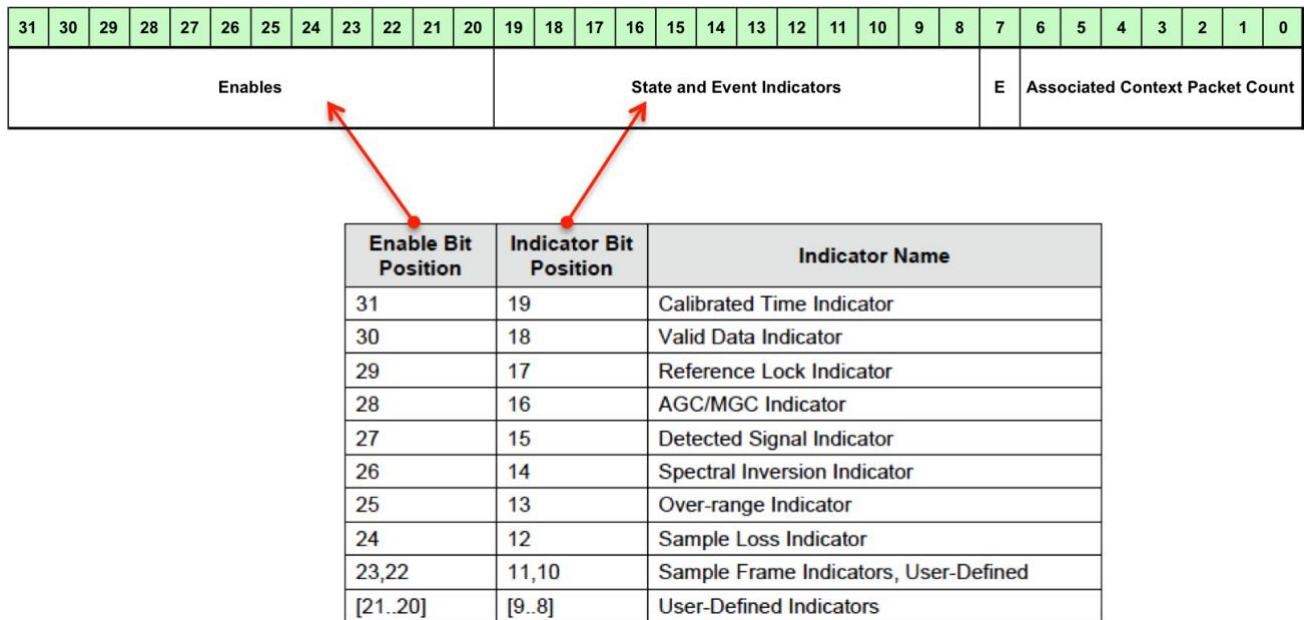 31 30 29 28 27 26 25 24 23 22 21 20 19 18 17 16 15 14 13 12 11 10 9 8 7 6 5 4 3 2 1 0
Enables State and Event Indicators E Associated Context Packet Count
Enable Bit Position Indicator Bit Position Indicator Name
31 19 Calibrated Time Indicator
30 18 Valid Data Indicator
29 17 Reference Lock Indicator
28 16 AGC/MGC Indicator
27 15 Detected Signal Indicator
26 14 Spectral Inversion Indicator
25 13 Over-range Indicator
24 12 Sample Loss Indicator
23,22 11,10 Sample Frame Indicators, User-Defined
[21..20] [9..8] User-Defined Indicators